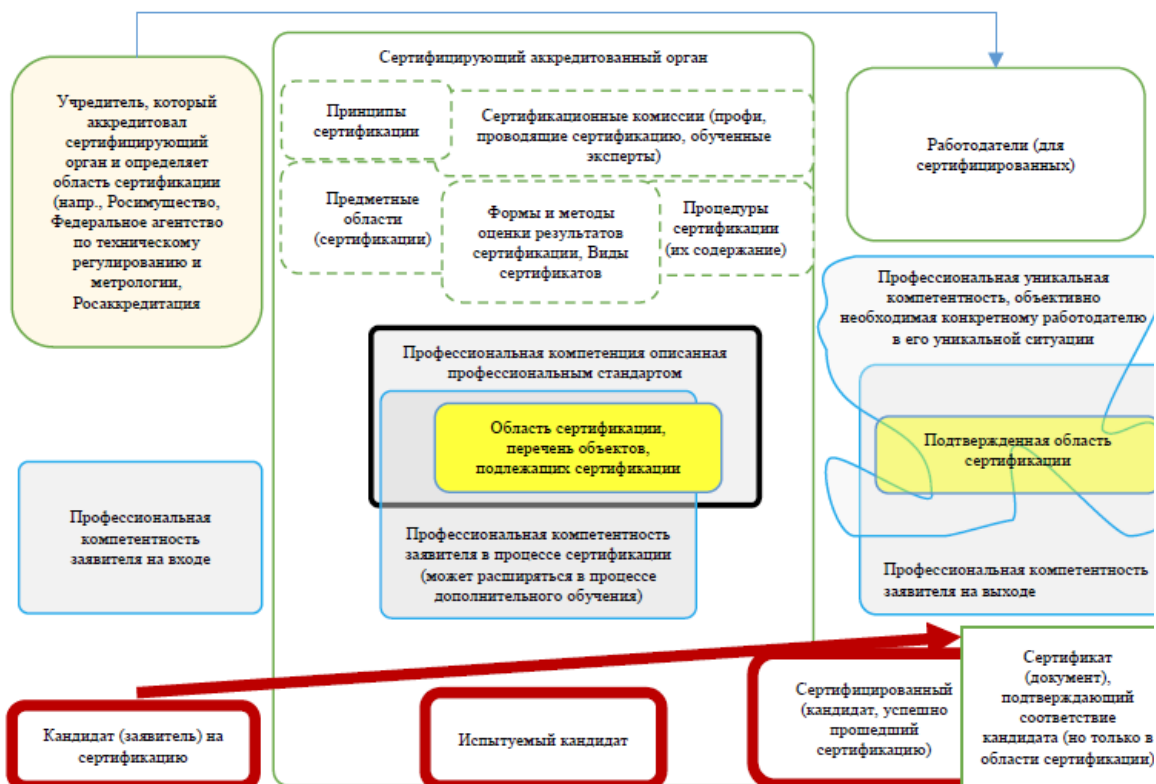 Сертифицирующий аккредитованный орган
Учредитель, который
аккредитовал
сертифицирующий
орган и определяет
область сертификации
(напр., Росимущество,
Федеральное агентство
по техническому
регулированию и
метрологии,
Росаккредитация
Принципы
сертификации
Сертификационные комиссии (профи,
проводящие сертификацию, обученные
эксперты)
Предметные
области
(сертификации)
Формы и методы
оценки результатов
сертификации, Виды
сертификатов
Процедуры
сертификации
(их содержание)
Работодатели (для
сертифицированных)
Профессиональная уникальная
компетентность, объективно
необходимая конкретному работодателю
в его уникальной ситуации
Профессиональная компетенция описанная
профессиональным стандартом
Область сертификации,
перечень объектов,
подлежащих сертификации
Подтвержденная область
сертификации
Профессиональная
компетентность
заявителя на входе
Профессиональная компетентность
заявителя в процессе сертификации
(может расширяться в процессе
дополнительного обучения)
Профессиональная компетентность
заявителя на выходе
Кандидат (заявитель) на
сертификацию
Испытуемый кандидат
Сертифицированный
(кандидат, успешно
прошедший
сертификацию)
Сертификат
(документ),
подтверждающий
соответствие
кандидата (но только в
области сертификации)